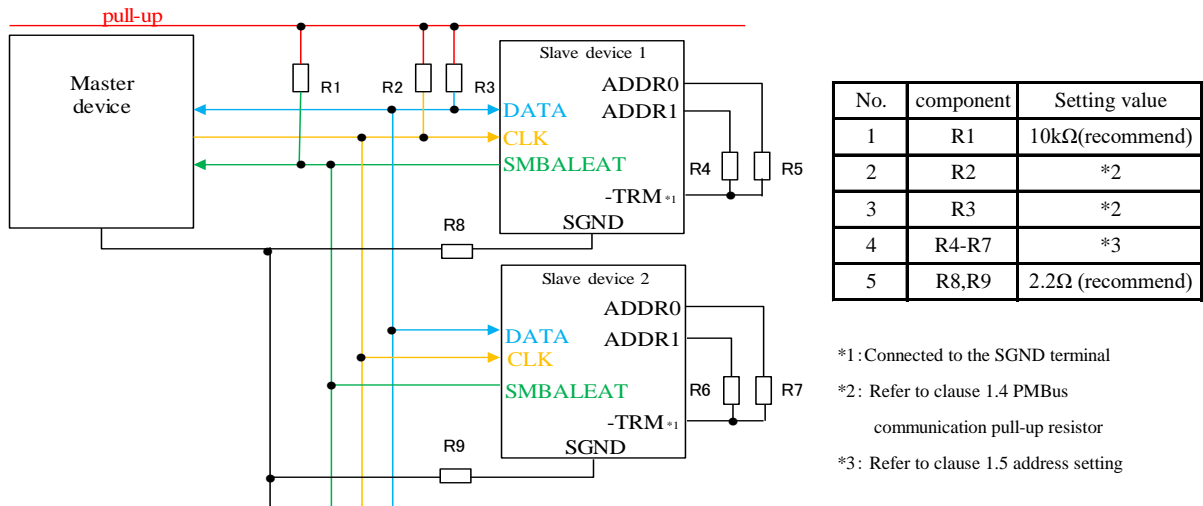 pull-up
Master
device
R1
R2
R3
Slave device 1
ADDR0
ADDR1
DATA
CLK
SMBALEAT
-TRM *1
SGND
R4
R5
R8
Slave device 2
ADDR0
ADDR1
DATA
CLK
SMBALEAT
-TRM *1
SGND
R6
R7
R9
No. component Setting value
1 R1 10kΩ(recommend)
2 R2 *2
3 R3 *2
4 R4-R7 *3
5 R8,R9 2.2Ω (recommend)
*1:Connected to the SGND terminal
*2: Refer to clause 1.4 PMBus
communication pull-up resistor
*3: Refer to clause 1.5 address setting